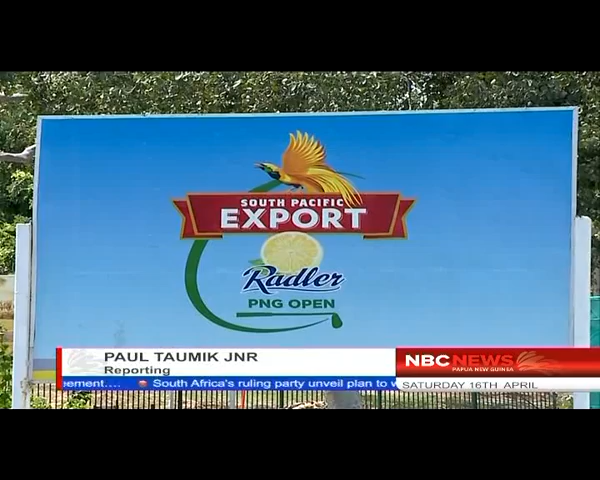 SOUTH PACIFIC
EXPORT
Radler
PNG OPEN
PAUL TAUMIK JNR
Reporting
NBC NEWS
PAPUA NEW GUINEA
eement.... South Africa's ruling party unveil plan to w
SATURDAY 16TH APRIL